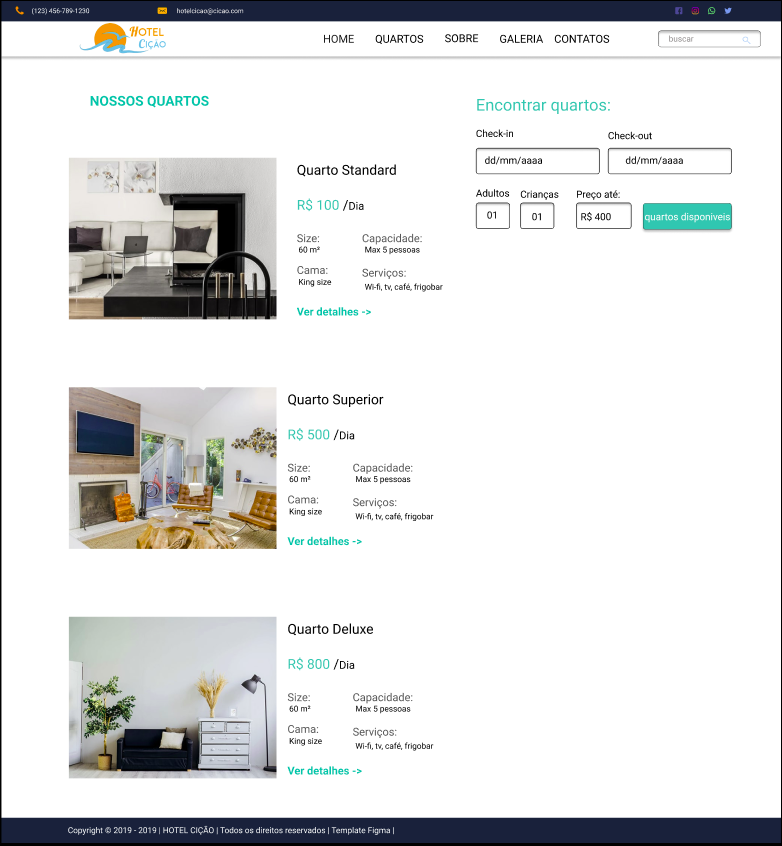 (123) 456-789-1230
hotelcicao@cicao.com
HOTEL
CIÇÃO
HOME QUARTOS SOBRE GALERIA CONTATOS
buscar
NOSSOS QUARTOS
Encontrar quartos:
Check-in Check-out
dd/mm/aaaa dd/mm/aaaa
Adultos Crianças Preço até:
01 01 R$ 400 quartos disponiveis
Quarto Standard
R$ 100 /Dia
Size: Capacidade:
60 m² Max 5 pessoas
Cama: Serviços:
King size Wi-fi, tv, café, frigobar
Ver detalhes ->
Quarto Superior
R$ 500 /Dia
Size: Capacidade:
60 m² Max 5 pessoas
Cama: Serviços:
King size Wi-fi, tv, café, frigobar
Ver detalhes ->
Quarto Deluxe
R$ 800 /Dia
Size: Capacidade:
60 m² Max 5 pessoas
Cama: Serviços:
King size Wi-fi, tv, café, frigobar
Ver detalhes ->
Copyright © 2019 - 2019 | HOTEL CIÇÃO | Todos os direitos reservados | Template Figma |